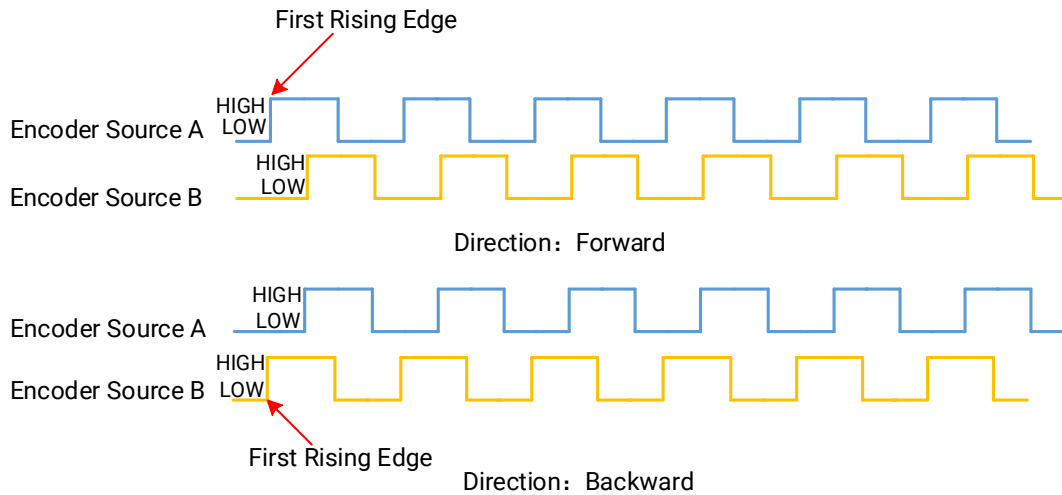 First Rising Edge
HIGH
LOW
Encoder Source A
HIGH
LOW
Encoder Source B
Direction：Forward
HIGH
LOW
Encoder Source A
HIGH
LOW
Encoder Source B
First Rising Edge
Direction：Backward